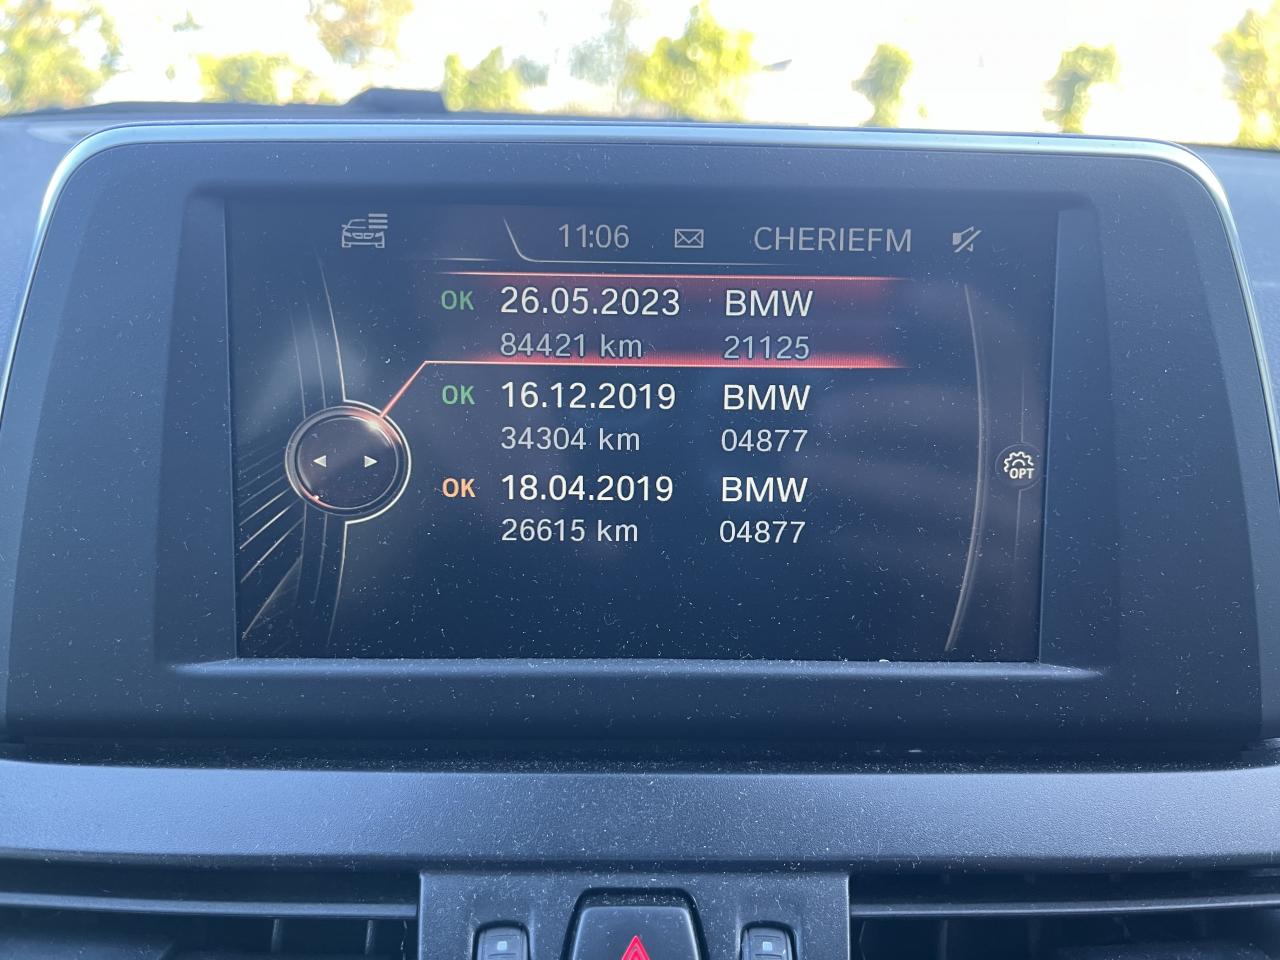 11:06 CHERIEFM
OK 26.05.2023 BMW
84421 km 21125
OK 16.12.2019 BMW
34304 km 04877
OK 18.04.2019 BMW
26615 km 04877
OPT